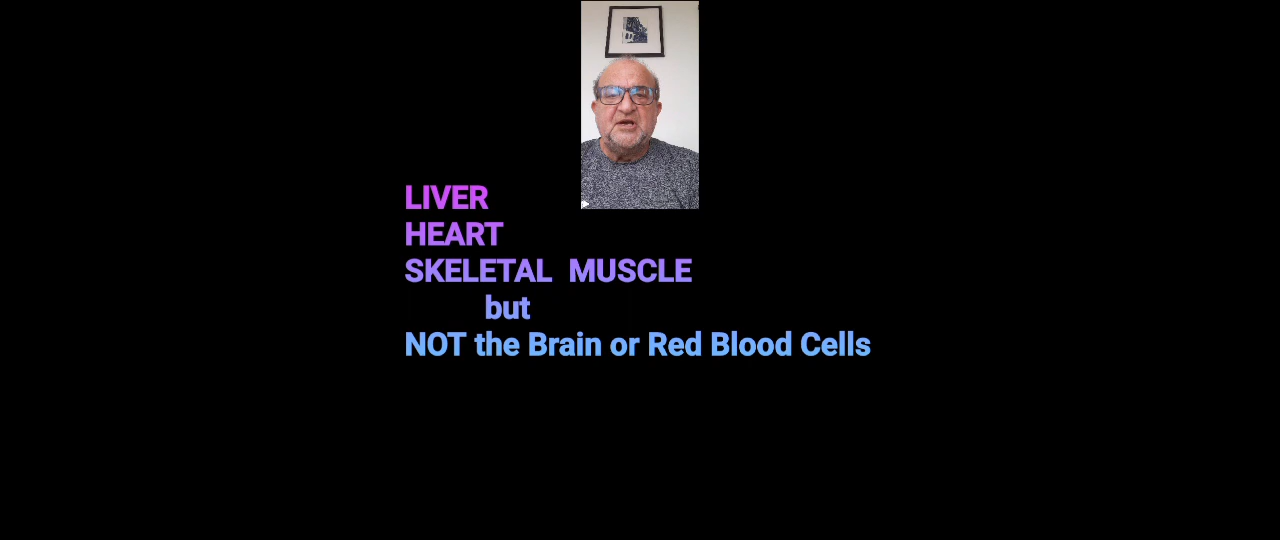 LIVER
HEART
SKELETAL MUSCLE
but
NOT the Brain or Red Blood Cells